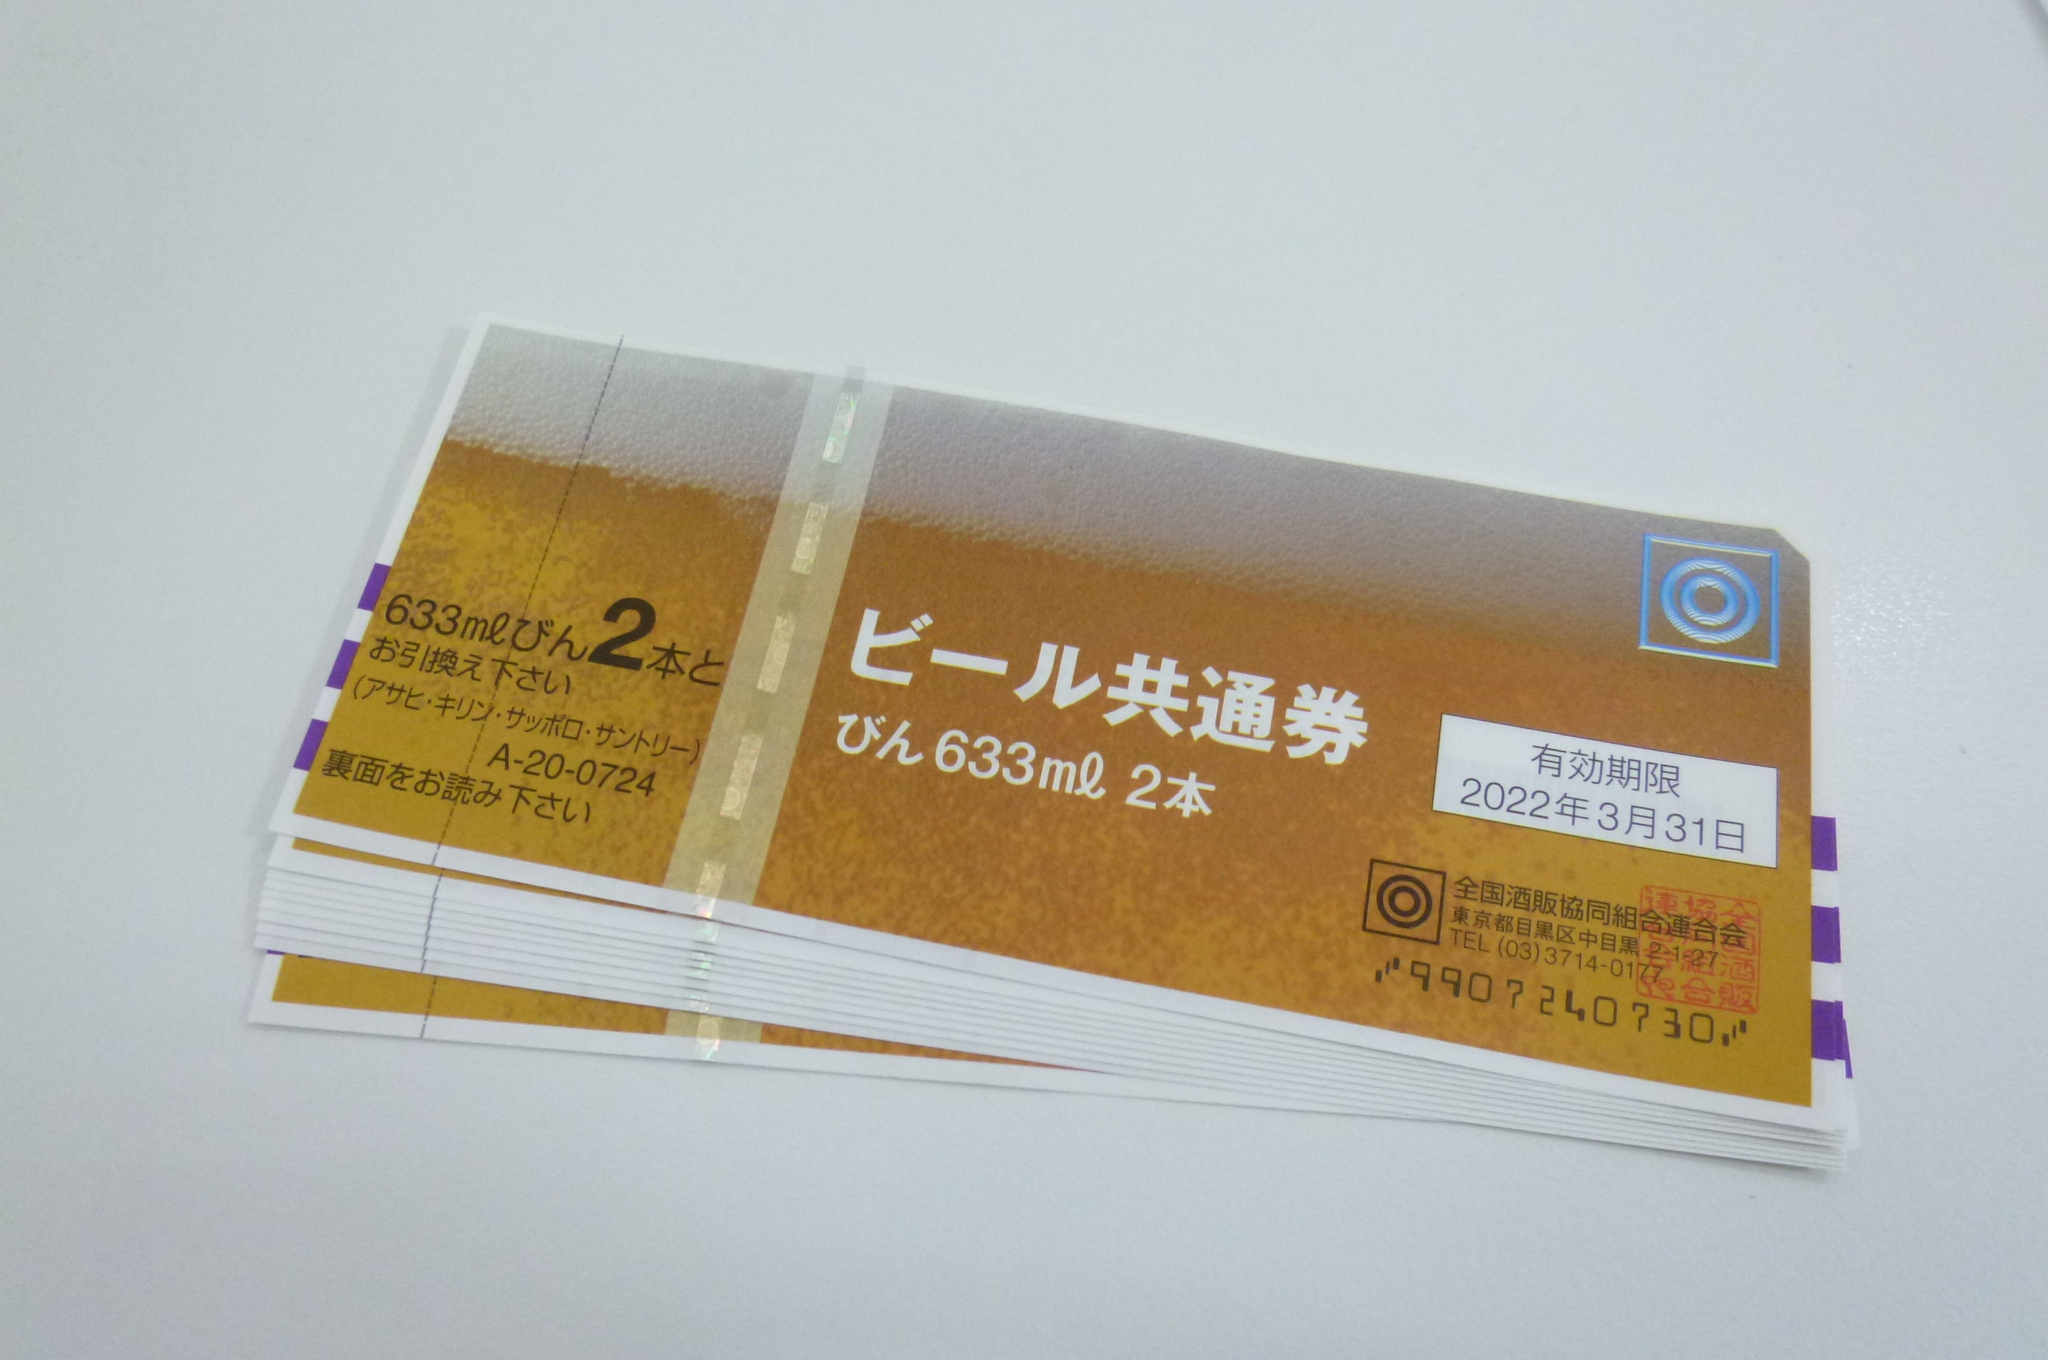 633mℓびん2本と
お引換え下さい
(アサヒ・キリン・サッポロ・サントリー)
A-20-0724
裏面をお読み下さい
ビール共通券
びん633mℓ 2本
有効期限
2022年3月31日
全国酒販協同組合連合会
東京都目黒区中目黒 2-1-27
TEL (03)3714-0177
9907240730